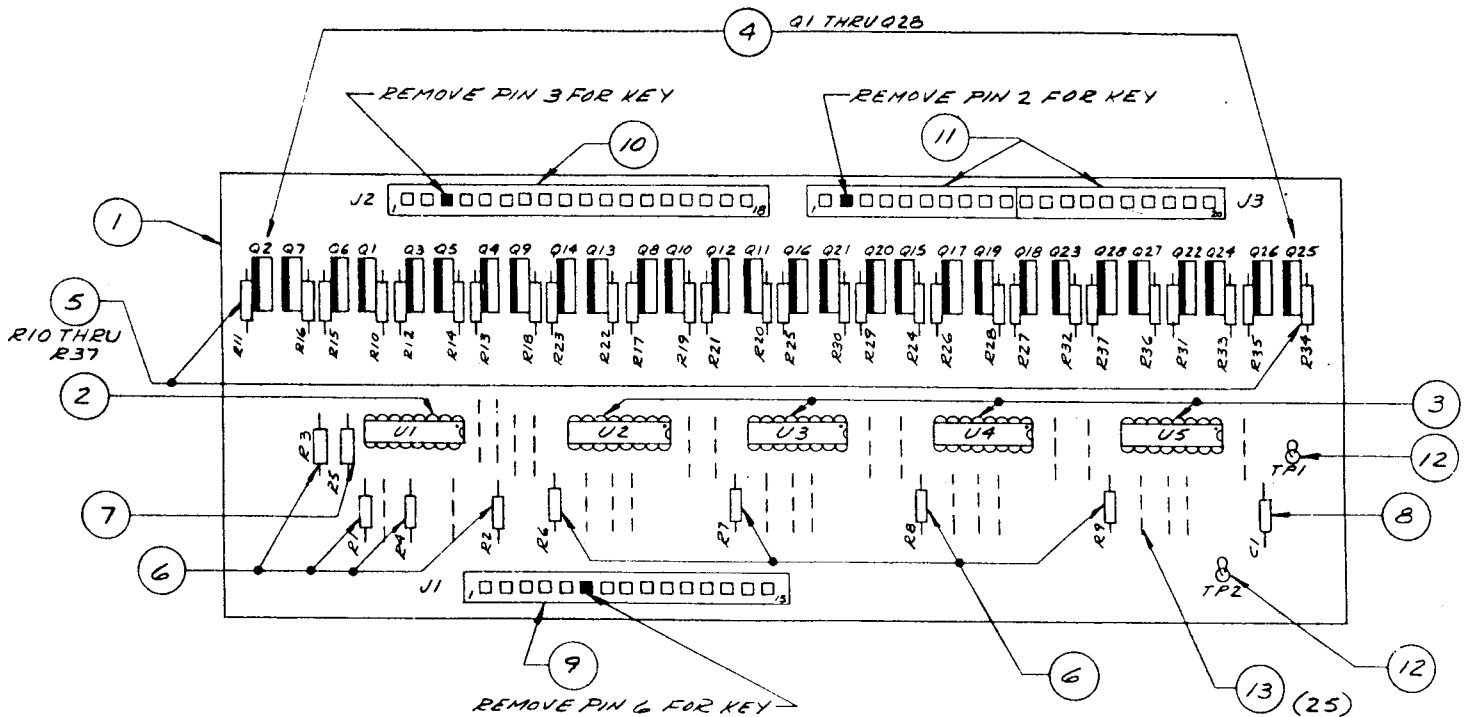 4 Q1 THRU Q28
REMOVE PIN 3 FOR KEY
REMOVE PIN 2 FOR KEY
10
11
J2 1 18
1 20 J3
1
Q2 Q7 Q6 Q1 Q3 Q5 Q4 Q9 Q14 Q13 Q8 Q10 Q12 Q11 Q16 Q21 Q20 Q15 Q17 Q19 Q18 Q23 Q28 Q27 Q22 Q24 Q26 Q25
5
R10 THRU
R37
R11 R16 R15 R10 R12 R14 R13 R18 R23 R22 R17 R19 R21 R20 R25 R30 R29 R24 R26 R28 R27 R32 R37 R36 R31 R33 R35 R34
2
3
U1 U2 U3 U4 U5
R3 R5
TP1
12
7
R1 R4 R2 R6 R7 R8 R9 C1
8
6
J1 1 15
TP2
9
6
13 (25)
12
REMOVE PIN 6 FOR KEY